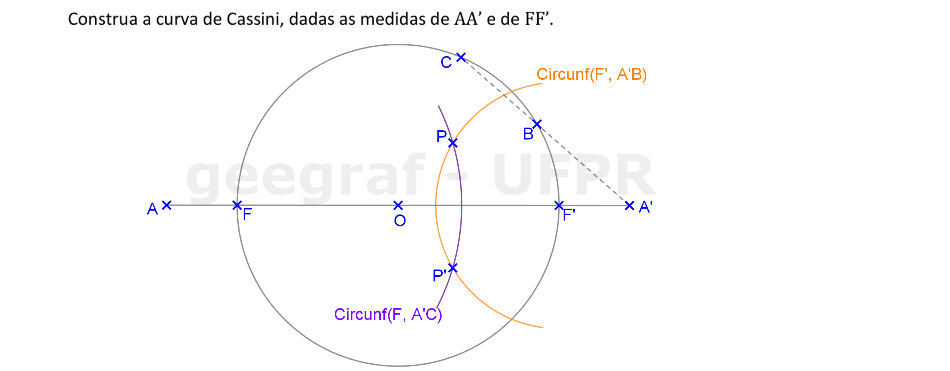 Construa a curva de Cassini, dadas as medidas de AA’ e de FF’.
C
Circunf(F', A'B)
P
B
geegraf - UFPR
A
F
O
F'
A'
P'
Circunf(F, A'C)